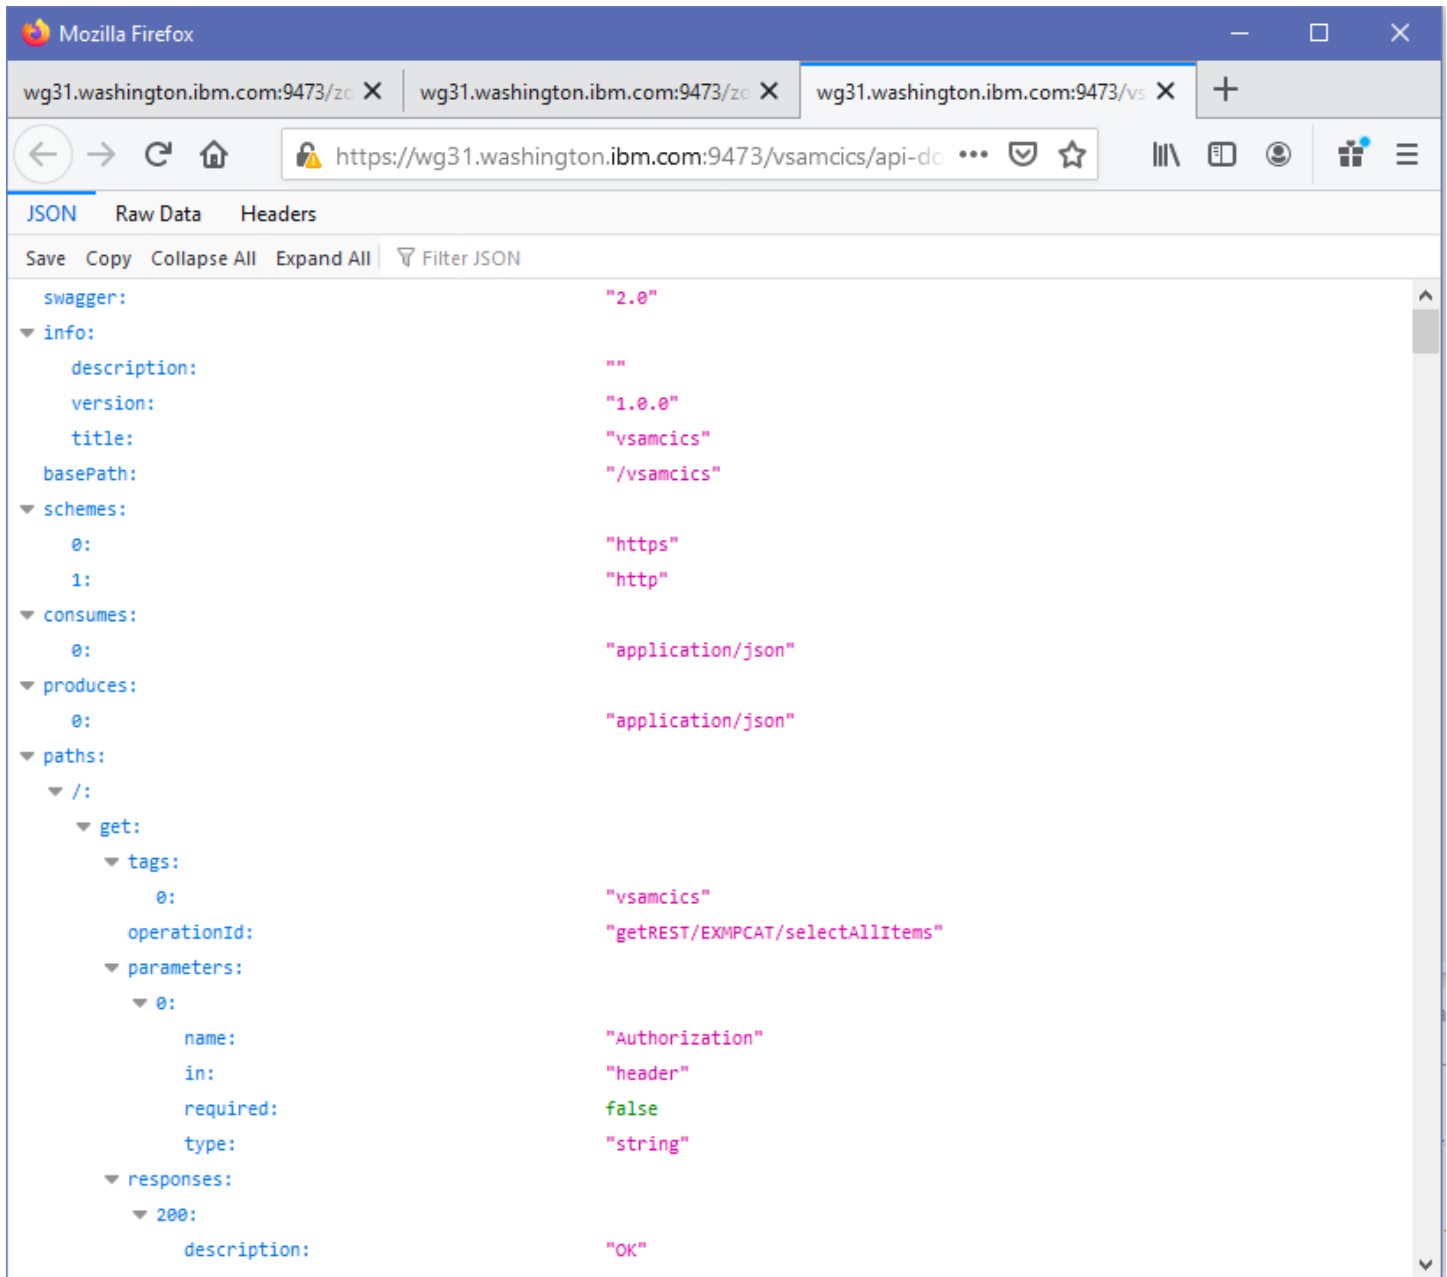 Mozilla Firefox
wg31.washington.ibm.com:9473/zo wg31.washington.ibm.com:9473/zo wg31.washington.ibm.com:9473/vs
https://wg31.washington.ibm.com:9473/vsamcics/api-do
JSON Raw Data Headers
Save Copy Collapse All Expand All Filter JSON
swagger: "2.0"
info:
description: ""
version: "1.0.0"
title: "vsamcics"
basePath: "/vsamcics"
schemes:
0: "https"
1: "http"
consumes:
0: "application/json"
produces:
0: "application/json"
paths:
/:
get:
tags:
0: "vsamcics"
operationId: "getREST/EXMPCAT/selectAllItems"
parameters:
0:
name: "Authorization"
in: "header"
required: false
type: "string"
responses:
200:
description: "OK"